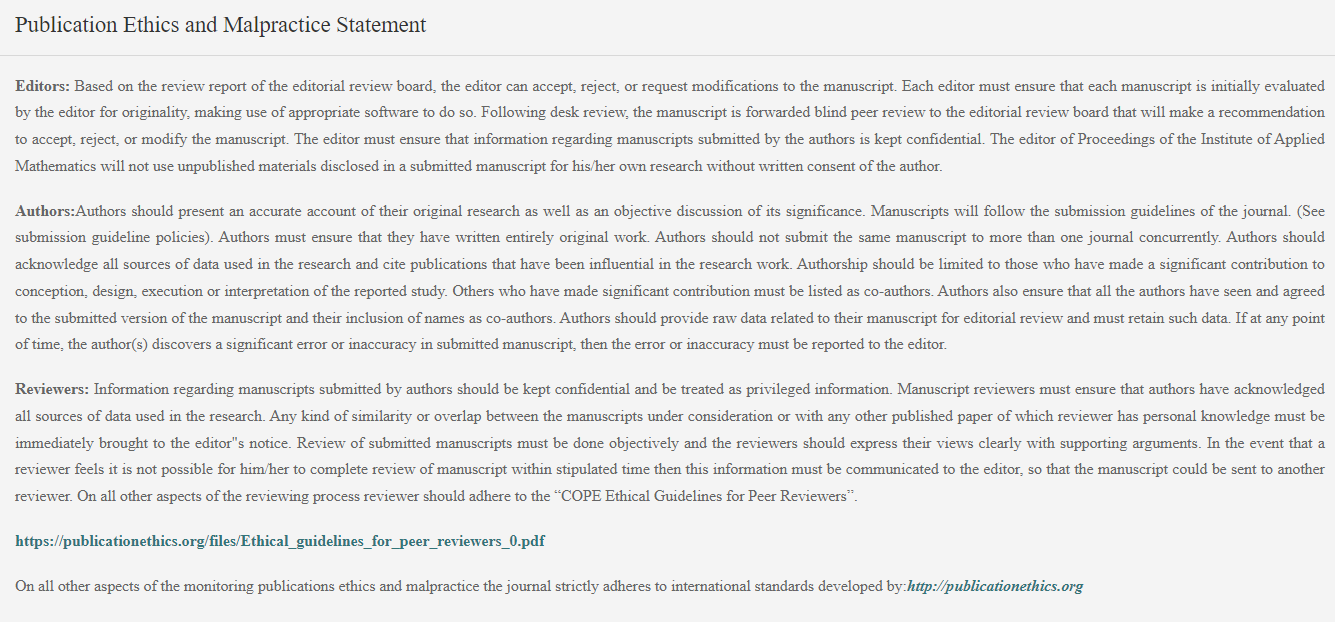 Publication Ethics and Malpractice Statement
Editors: Based on the review report of the editorial review board, the editor can accept, reject, or request modifications to the manuscript. Each editor must ensure that each manuscript is initially evaluated
by the editor for originality, making use of appropriate software to do so. Following desk review, the manuscript is forwarded blind peer review to the editorial review board that will make a recommendation
to accept, reject, or modify the manuscript. The editor must ensure that information regarding manuscripts submitted by the authors is kept confidential. The editor of Proceedings of the Institute of Applied
Mathematics will not use unpublished materials disclosed in a submitted manuscript for his/her own research without written consent of the author.
Authors:Authors should present an accurate account of their original research as well as an objective discussion of its significance. Manuscripts will follow the submission guidelines of the journal. (See
submission guideline policies). Authors must ensure that they have written entirely original work. Authors should not submit the same manuscript to more than one journal concurrently. Authors should
acknowledge all sources of data used in the research and cite publications that have been influential in the research work. Authorship should be limited to those who have made a significant contribution to
conception, design, execution or interpretation of the reported study. Others who have made significant contribution must be listed as co-authors. Authors also ensure that all the authors have seen and agreed
to the submitted version of the manuscript and their inclusion of names as co-authors. Authors should provide raw data related to their manuscript for editorial review and must retain such data. If at any point
of time, the author(s) discovers a significant error or inaccuracy in submitted manuscript, then the error or inaccuracy must be reported to the editor.
Reviewers: Information regarding manuscripts submitted by authors should be kept confidential and be treated as privileged information. Manuscript reviewers must ensure that authors have acknowledged
all sources of data used in the research. Any kind of similarity or overlap between the manuscripts under consideration or with any other published paper of which reviewer has personal knowledge must be
immediately brought to the editor"s notice. Review of submitted manuscripts must be done objectively and the reviewers should express their views clearly with supporting arguments. In the event that a
reviewer feels it is not possible for him/her to complete review of manuscript within stipulated time then this information must be communicated to the editor, so that the manuscript could be sent to another
reviewer. On all other aspects of the reviewing process reviewer should adhere to the “COPE Ethical Guidelines for Peer Reviewers”.
https://publicationethics.org/files/Ethical_guidelines_for_peer_reviewers_0.pdf
On all other aspects of the monitoring publications ethics and malpractice the journal strictly adheres to international standards developed by:http://publicationethics.org